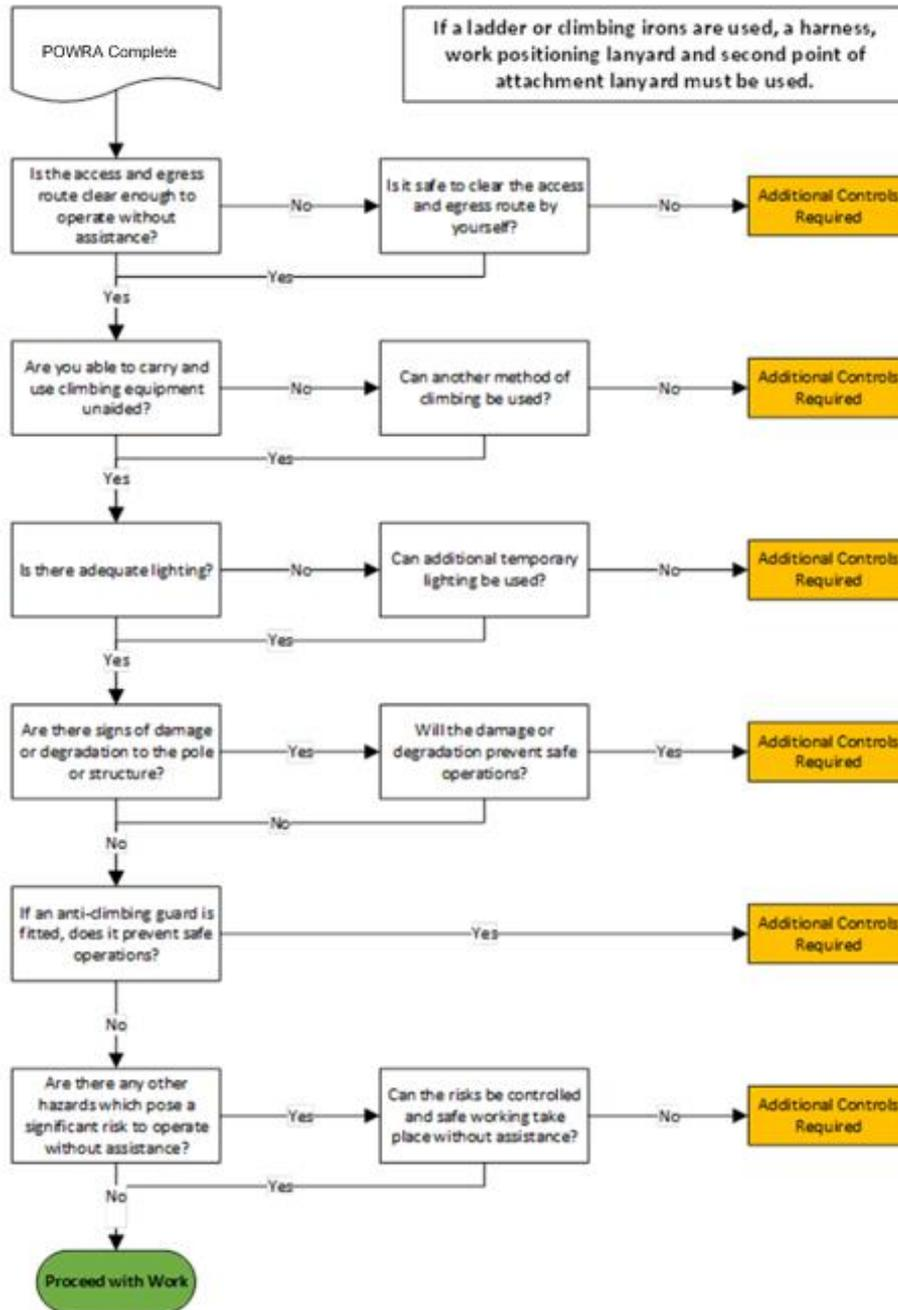 POWRA Complete
If a ladder or climbing irons are used, a harness,
work positioning lanyard and second point of
attachment lanyard must be used.
Is the access and egress
route clear enough to
operate without
assistance?
No
Is it safe to clear the access
and egress route by
yourself?
No
Additional Controls
Required
Yes
Yes
Are you able to carry and
use climbing equipment
unaided?
No
Can another method of
climbing be used?
No
Additional Controls
Required
Yes
Yes
Is there adequate lighting?
No
Can additional temporary
lighting be used?
No
Additional Controls
Required
Yes
Yes
Are there signs of damage
or degradation to the pole
or structure?
Yes
Will the damage or
degradation prevent safe
operations?
Yes
Additional Controls
Required
No
No
If an anti-climbing guard is
fitted, does it prevent safe
operations?
Yes
Additional Controls
Required
No
Are there any other
hazards which pose a
significant risk to operate
without assistance?
Yes
Can the risks be controlled
and safe working take
place without assistance?
No
Additional Controls
Required
Yes
No
Proceed with Work